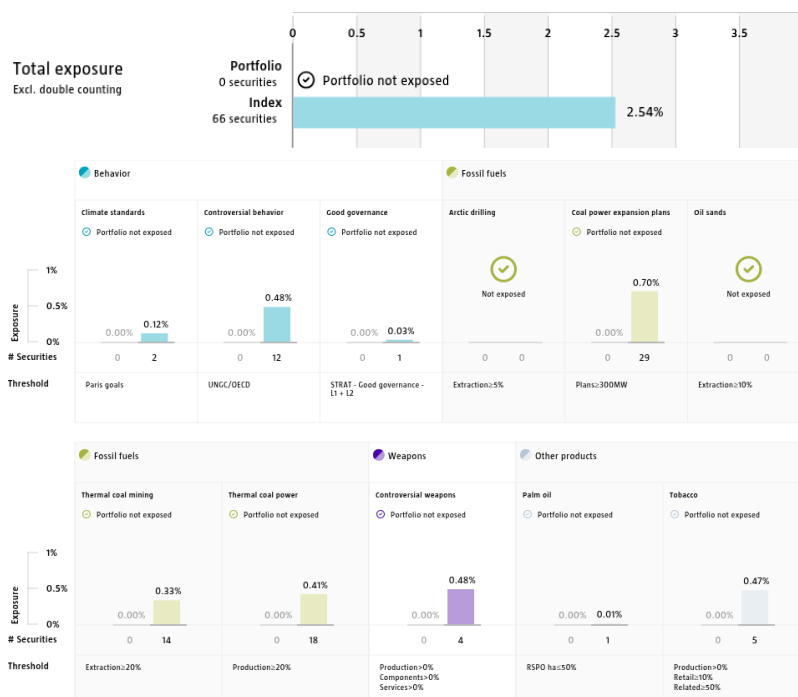 0 0.5 1 1.5 2 2.5 3 3.5
Total exposure
Excl. double counting
Portfolio
0 securities
Portfolio not exposed
Index
66 securities
2.54%
Behavior
Fossil fuels
Climate standards
Controversial behavior
Good governance
Arctic drilling
Coal power expansion plans
Oil sands
Portfolio not exposed
Portfolio not exposed
Portfolio not exposed
Not exposed
Portfolio not exposed
Not exposed
Exposure
1%
0.5%
0%
0.00% 0.12%
0.00% 0.48%
0.00% 0.03%
0.00% 0.70%
# Securities
0 2
0 12
0 1
0 0
0 29
0 0
Threshold
Paris goals
UNGC/OECD
STRAT - Good governance -
L1 + L2
Extraction≥5%
Plans≥300MW
Extraction≥10%
Fossil fuels
Weapons
Other products
Thermal coal mining
Thermal coal power
Controversial weapons
Palm oil
Tobacco
Portfolio not exposed
Portfolio not exposed
Portfolio not exposed
Portfolio not exposed
Portfolio not exposed
Exposure
1%
0.5%
0%
0.00% 0.33%
0.00% 0.41%
0.00% 0.48%
0.00% 0.01%
0.00% 0.47%
# Securities
0 14
0 18
0 4
0 1
0 5
Threshold
Extraction≥20%
Production≥20%
Production>0%
Components>0%
Services>0%
RSPO ha≤50%
Production>0%
Retail≥10%
Related≥50%